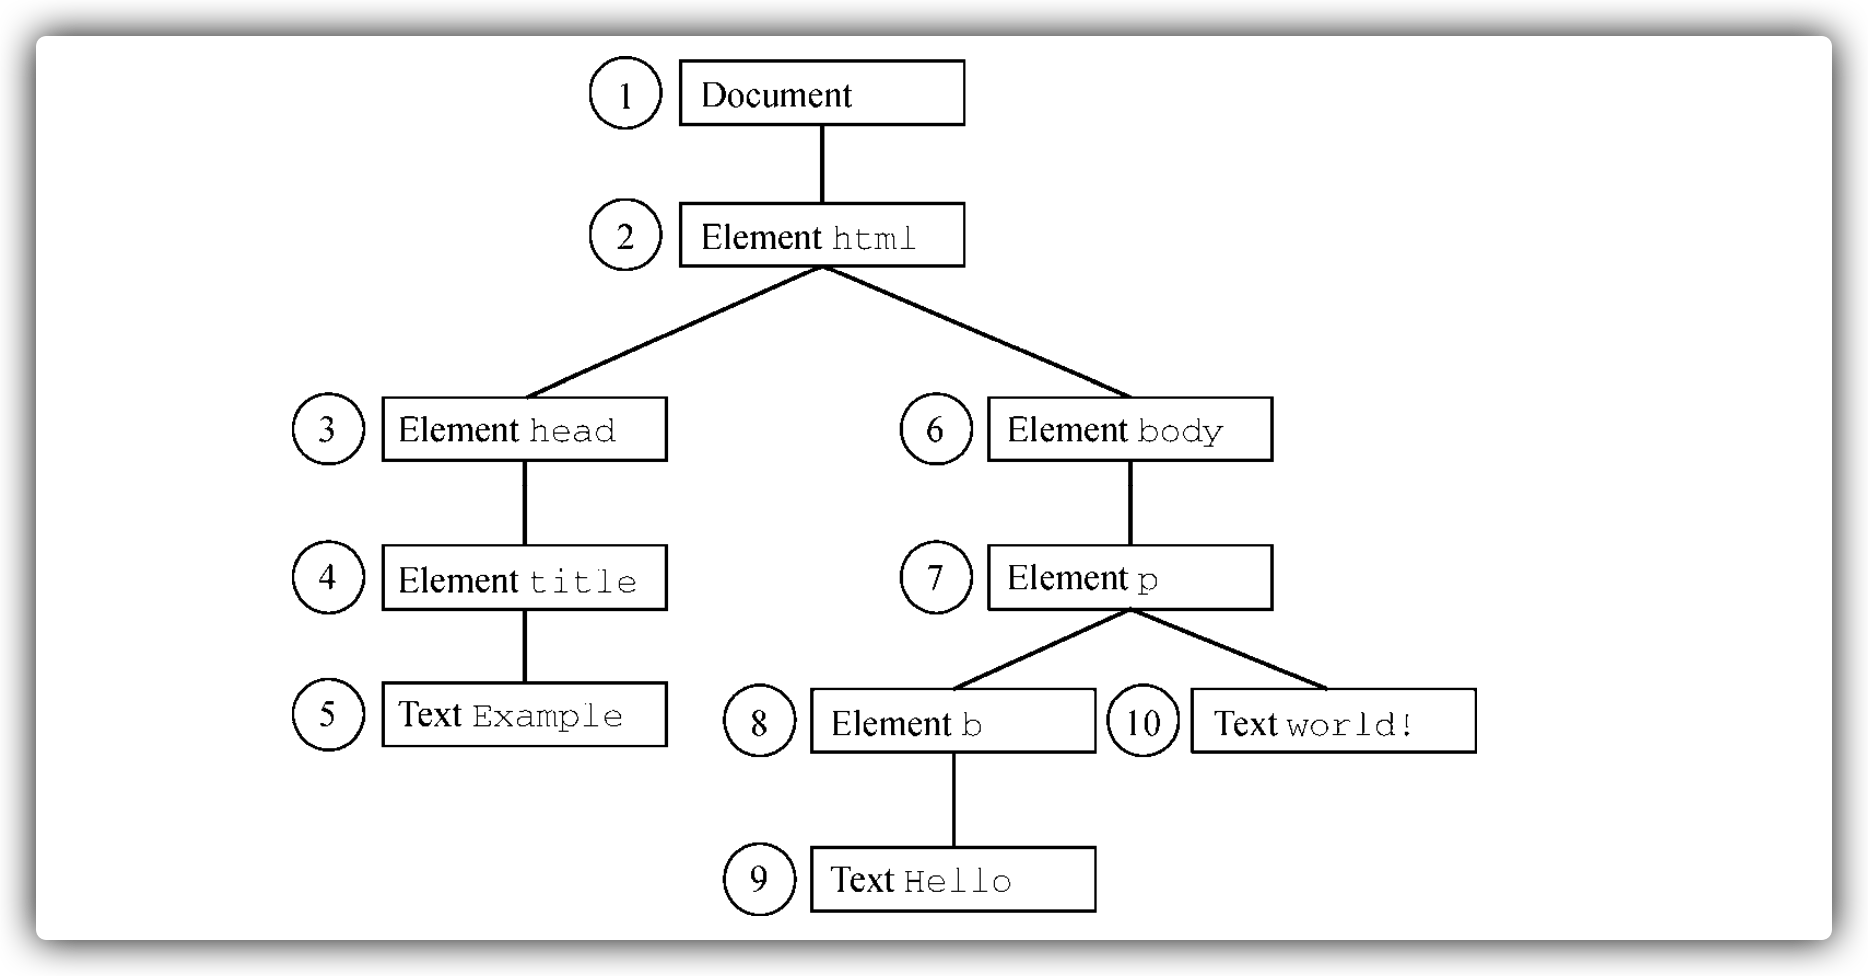 1 Document
2 Element html
3 Element head
6 Element body
4 Element title
7 Element p
5 Text Example
8 Element b
10 Text world!
9 Text Hello